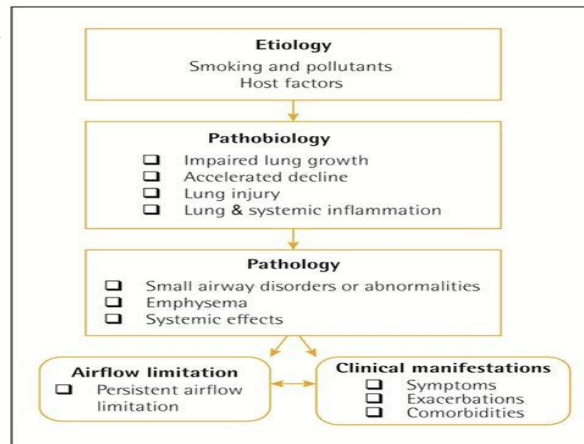 Etiology
Smoking and pollutants
Host factors
Pathobiology
❑ Impaired lung growth
❑ Accelerated decline
❑ Lung injury
❑ Lung & systemic inflammation
Pathology
❑ Small airway disorders or abnormalities
❑ Emphysema
❑ Systemic effects
Airflow limitation
❑ Persistent airflow
limitation
Clinical manifestations
❑ Symptoms
❑ Exacerbations
❑ Comorbidities